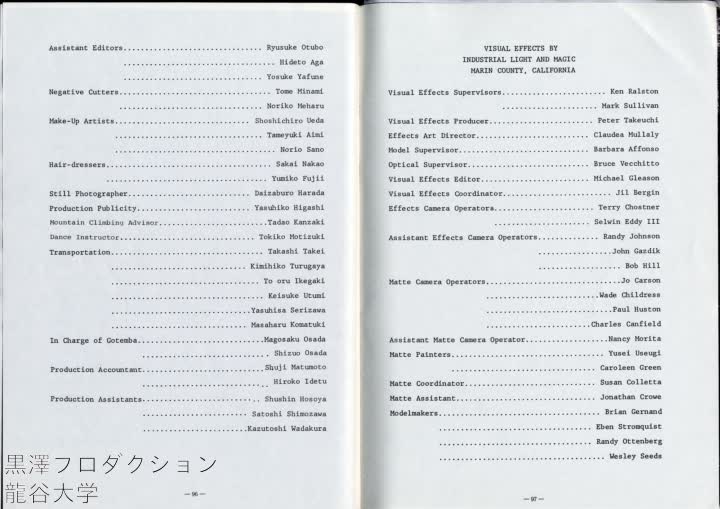 Assistant Editors.............................. Ryusuke Otubo
.............................. Hideto Aga
.............................. Yosuke Yafune
Negative Cutters.............................. Tome Minami
.............................. Noriko Meharu
Make-Up Artists.............................. Shoshichiro Ueda
.............................. Tameyuki Aimi
.............................. Norio Sano
Hair-dressers.............................. Sakai Nakao
.............................. Yumiko Fujii
Still Photographer.............................. Daizaburo Harada
Production Publicity.............................. Yasuhiko Higashi
Mountain Climbing Advisor.............................. Tadao Kanzaki
Dance Instructor.............................. Tokiko Motizuki
Transportation.............................. Takashi Takei
.............................. Kimihiko Turugaya
.............................. To oru Ikegaki
.............................. Keisuke Utumi
.............................. Yasuhisa Serizawa
.............................. Masaharu Komatuki
In Charge of Gotemba.............................. Magosaku Osada
.............................. Shizuo Osada
Production Accountant.............................. Shuji Matumoto
.............................. Hiroko Idetu
Production Assistants.............................. Shushin Hosoya
.............................. Satoshi Shimozawa
.............................. Kazutoshi Wadakura
— 96 —
VISUAL EFFECTS BY
INDUSTRIAL LIGHT AND MAGIC
MARIN COUNTY, CALIFORNIA
Visual Effects Supervisors.............................. Ken Ralston
.............................. Mark Sullivan
Visual Effects Producer.............................. Peter Takeuchi
Effects Art Director.............................. Claudea Mullaly
Model Supervisor.............................. Barbara Affonso
Optical Supervisor.............................. Bruce Vecchitto
Visual Effects Editor.............................. Michael Gleason
Visual Effects Coordinator.............................. Jil Bergin
Effects Camera Operators.............................. Terry Chostner
.............................. Selwin Eddy III
Assistant Effects Camera Operators............ Randy Johnson
..............................John Gazdik
.............................. Bob Hill
Matte Camera Operators..............................Jo Carson
..............................Wade Childress
..............................Paul Huston
..............................Charles Canfield
Assistant Matte Camera Operator..................Nancy Morita
Matte Painters.............................. Yusei Useugi
.............................. Caroleen Green
Matte Coordinator.............................. Susan Colletta
Matte Assistant.............................. Jonathan Crowe
Modelmakers.............................. Brian Gernand
.............................. Eben Stromquist
.............................. Randy Ottenberg
.............................. Wesley Seeds
— 97 —
黒澤フロダクション
龍谷大学